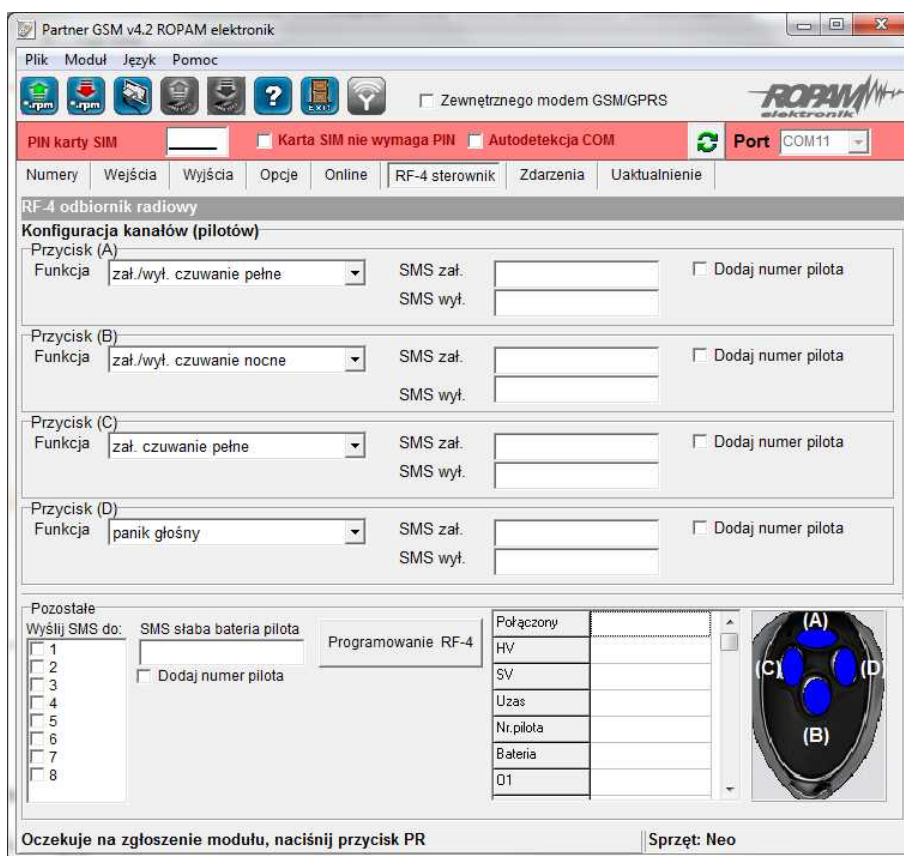 Partner GSM v4.2 ROPAM elektronik
Plik Moduł Język Pomoc
*.rpm *.rpm ? EXIT Zewnętrznego modem GSM/GPRS ROPAM
elektronik
PIN karty SIM Karta SIM nie wymaga PIN Autodetekcja COM Port COM11
Numery Wejścia Wyjścia Opcje Online RF-4 sterownik Zdarzenia Uaktualnienie
RF-4 odbiornik radiowy
Konfiguracja kanałów (pilotów)
Przycisk (A)
Funkcja zał./wył. czuwanie pełne SMS zał. Dodaj numer pilota
SMS wył.
Przycisk (B)
Funkcja zał./wył. czuwanie nocne SMS zał. Dodaj numer pilota
SMS wył.
Przycisk (C)
Funkcja zał. czuwanie pełne SMS zał. Dodaj numer pilota
SMS wył.
Przycisk (D)
Funkcja panik głośny SMS zał. Dodaj numer pilota
SMS wył.
Pozostałe
Wyślij SMS do: SMS słaba bateria pilota
1
2
3
4
5
6
7
8
Dodaj numer pilota
Programowanie RF-4
Połączony
HV
SV
Uzas
Nr.pilota
Bateria
O1
(A)
(C) (D)
(B)
Oczekuje na zgłoszenie modułu, naciśnij przycisk PR Sprzęt: Neo